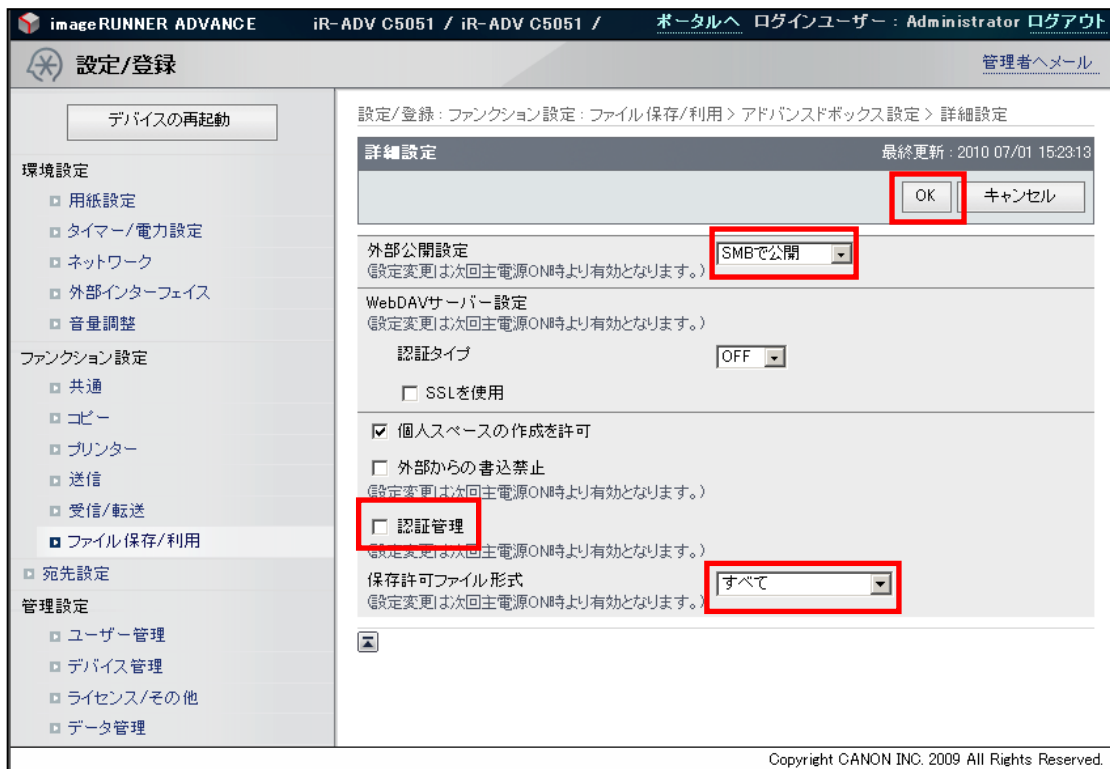 imageRUNNER ADVANCE iR-ADV C5051 / iR-ADV C5051 / ポータルへ ログインユーザー : Administrator ログアウト
設定/登録 管理者へメール
デバイスの再起動
環境設定
用紙設定
タイマー/電力設定
ネットワーク
外部インターフェイス
音量調整
ファンクション設定
共通
コピー
プリンター
送信
受信/転送
ファイル保存/利用
宛先設定
管理設定
ユーザー管理
デバイス管理
ライセンス/その他
データ管理
設定/登録 : ファンクション設定 : ファイル保存/利用 > アドバンスドボックス設定 > 詳細設定
詳細設定 最終更新 : 2010 07/01 15:23:13
OK キャンセル
外部公開設定 SMBで公開
(設定変更は次回主電源ON時より有効となります。)
WebDAVサーバー設定
(設定変更は次回主電源ON時より有効となります。)
認証タイプ OFF
SSLを使用
個人スペースの作成を許可
外部からの書込禁止
(設定変更は次回主電源ON時より有効となります。)
認証管理
(設定変更は次回主電源ON時より有効となります。)
保存許可ファイル形式 すべて
(設定変更は次回主電源ON時より有効となります。)
Copyright CANON INC. 2009 All Rights Reserved.